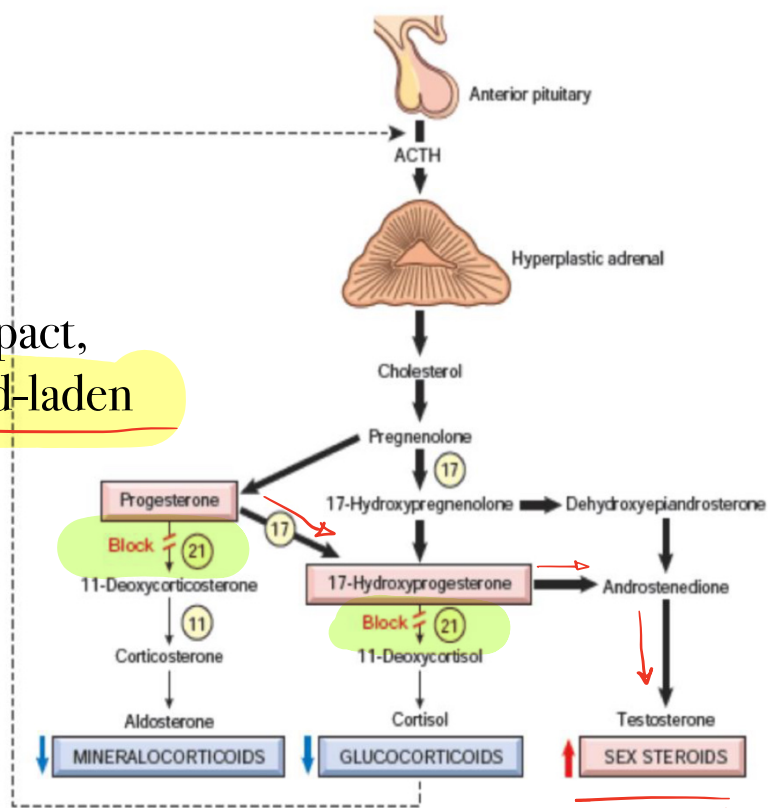 Anterior pituitary
ACTH
Hyperplastic adrenal
Cholesterol
Pregnenolone
17
Progesterone
17
17-Hydroxypregnenolone
Dehydroxyepiandrosterone
Block
21
17-Hydroxyprogesterone
11-Deoxycorticosterone
Androstenedione
11
Block
21
Corticosterone
11-Deoxycortisol
Aldosterone
Cortisol
Testosterone
MINERALOCORTICOIDS
GLUCOCORTICOIDS
SEX STEROIDS
pact,
d-laden